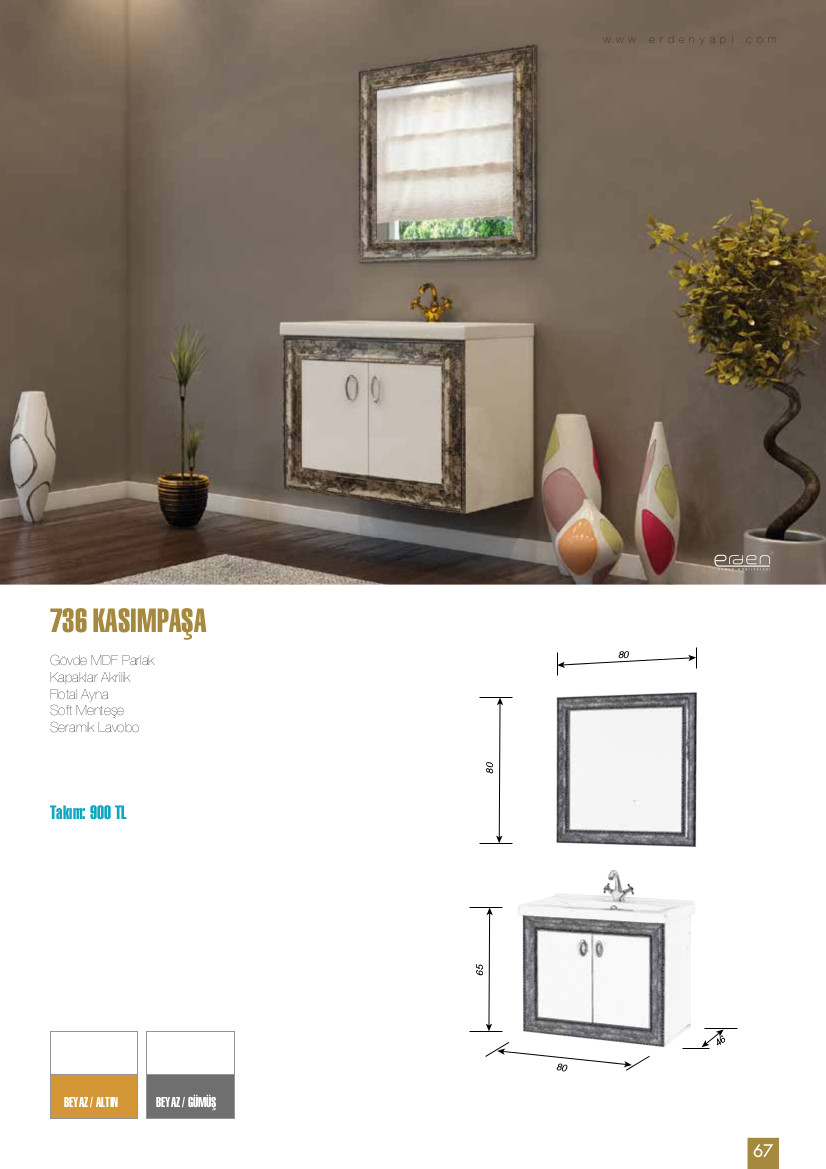 www.erdenyapi.com
erden
736 KASIMPAŞA
Gövde MDF Parlak
Kapaklar Akrilik
Flotal Ayna
Soft Menteşe
Seramik Lavobo
Takım: 900 TL
80
80
65
80
46
BEYAZ / ALTIN
BEYAZ / GÜMÜŞ
67